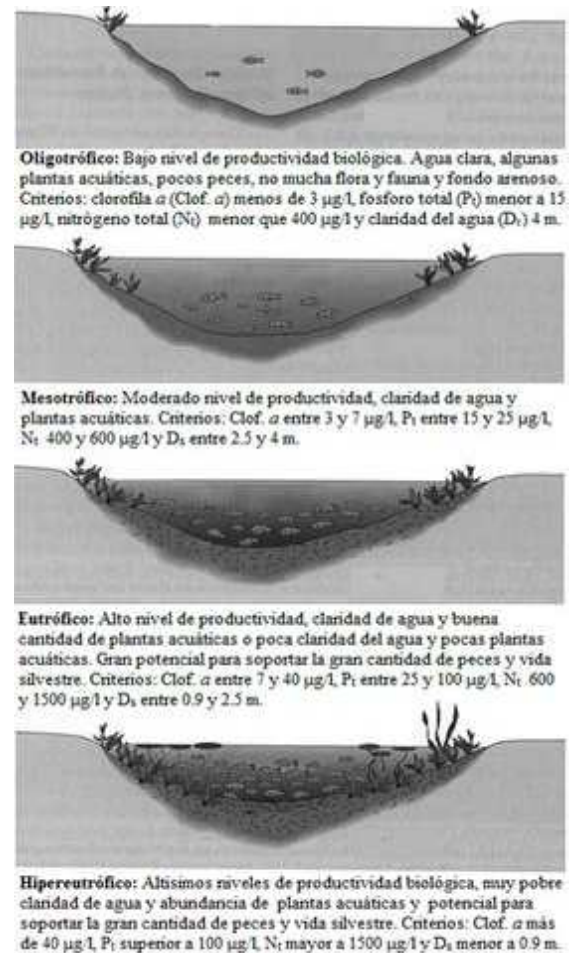 Oligotrófico: Bajo nivel de productividad biológica. Agua clara, algunas
plantas acuáticas, pocos peces, no mucha flora y fauna y fondo arenoso.
Criterios: clorofila a (Clof. a) menos de 3 µg/l, fosforo total (Pt) menor a 15
µg/l, nitrógeno total (Nt) menor que 400 µg/l y claridad del agua (Ds) 4 m.
Mesotrófico: Moderado nivel de productividad, claridad de agua y
plantas acuáticas. Criterios: Clof. a entre 3 y 7 µg/l, Pt entre 15 y 25 µg/l,
Nt 400 y 600 µg/l y Ds entre 2.5 y 4 m.
Eutrófico: Alto nivel de productividad, claridad de agua y buena
cantidad de plantas acuáticas o poca claridad del agua y pocas plantas
acuáticas. Gran potencial para soportar la gran cantidad de peces y vida
silvestre. Criterios: Clof. a entre 7 y 40 µg/l, Pt entre 25 y 100 µg/l, Nt 600
y 1500 µg/l y Ds entre 0.9 y 2.5 m.
Hipereutrófico: Altísimos niveles de productividad biológica, muy pobre
claridad de agua y abundancia de plantas acuáticas y potencial para
soportar la gran cantidad de peces y vida silvestre. Criterios: Clof. a más
de 40 µg/l, Pt superior a 100 µg/l, Nt mayor a 1500 µg/l y Ds menor a 0.9 m.